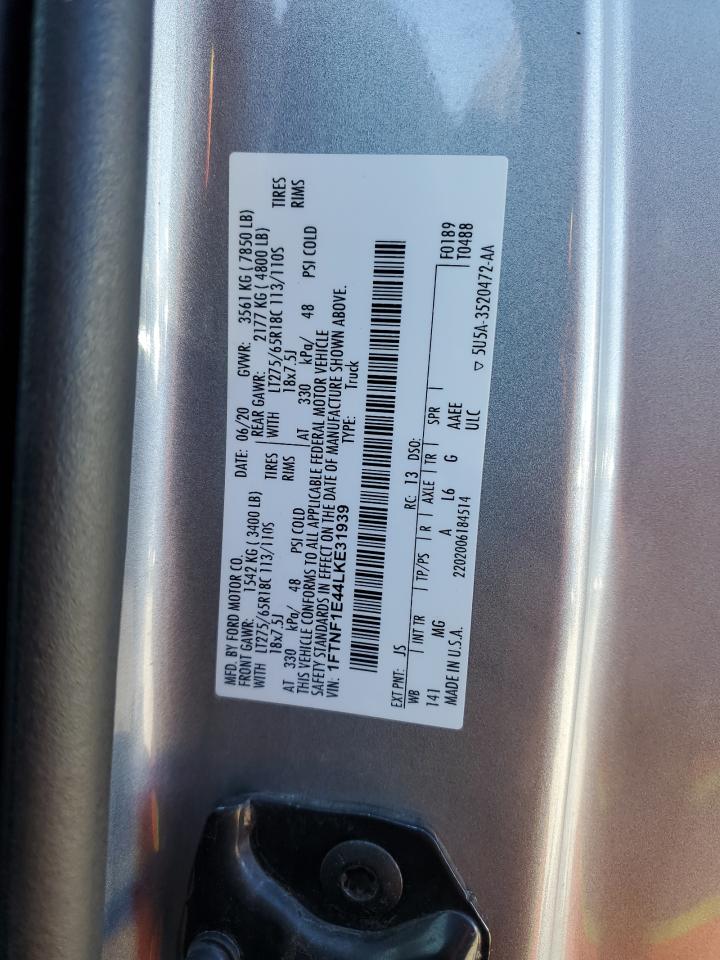 MFD. BY FORD MOTOR CO.
DATE: 06/20 GVWR: 3561 KG ( 7850 LB)
FRONT GAWR: 1542 KG ( 3400 LB) REAR GAWR: 2177 KG ( 4800 LB)
WITH LT275/65R18C 113/110S TIRES WITH LT275/65R18C 113/110S TIRES
18x7.5J RIMS 18x7.5J RIMS
AT 330 kPa/ 48 PSI COLD AT 330 kPa/ 48 PSI COLD
THIS VEHICLE CONFORMS TO ALL APPLICABLE FEDERAL MOTOR VEHICLE
SAFETY STANDARDS IN EFFECT ON THE DATE OF MANUFACTURE SHOWN ABOVE.
VIN: 1FTNF1E44LKE31939 TYPE: Truck
EXT PNT: JS RC: 13 DSO: F0189
WB INT TR TP/PS R AXLE TR SPR T0488
141 MG A L6 G AAEE
MADE IN U.S.A. 2202006184514 ULC
▽ 5U5A-3520472-AA